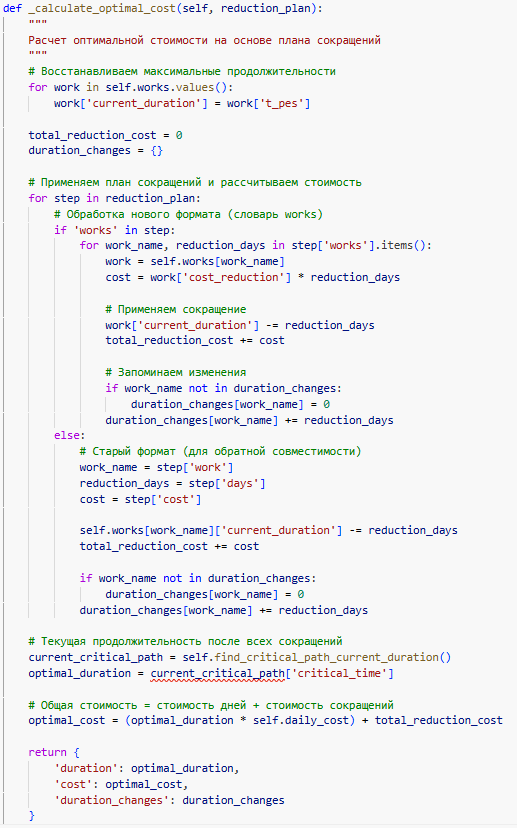 def _calculate_optimal_cost(self, reduction_plan):
    """
    Расчет оптимальной стоимости на основе плана сокращений
    """
    # Восстанавливаем максимальные продолжительности
    for work in self.works.values():
        work['current_duration'] = work['t_pes']

    total_reduction_cost = 0
    duration_changes = {}

    # Применяем план сокращений и рассчитываем стоимость
    for step in reduction_plan:
        # Обработка нового формата (словарь works)
        if 'works' in step:
            for work_name, reduction_days in step['works'].items():
                work = self.works[work_name]
                cost = work['cost_reduction'] * reduction_days

                # Применяем сокращение
                work['current_duration'] -= reduction_days
                total_reduction_cost += cost

                # Запоминаем изменения
                if work_name not in duration_changes:
                    duration_changes[work_name] = 0
                duration_changes[work_name] += reduction_days
        else:
            # Старый формат (для обратной совместимости)
            work_name = step['work']
            reduction_days = step['days']
            cost = step['cost']

            self.works[work_name]['current_duration'] -= reduction_days
            total_reduction_cost += cost

            if work_name not in duration_changes:
                duration_changes[work_name] = 0
            duration_changes[work_name] += reduction_days

    # Текущая продолжительность после всех сокращений
    current_critical_path = self.find_critical_path_current_duration()
    optimal_duration = current_critical_path['critical_time']

    # Общая стоимость = стоимость дней + стоимость сокращений
    optimal_cost = (optimal_duration * self.daily_cost) + total_reduction_cost

    return {
        'duration': optimal_duration,
        'cost': optimal_cost,
        'duration_changes': duration_changes
    }